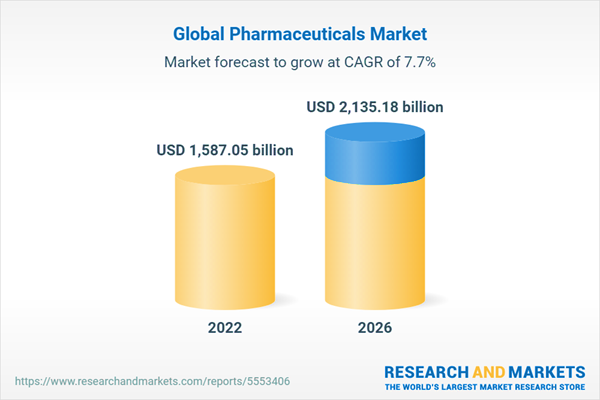 Global Pharmaceuticals Market
Market forecast to grow at CAGR of 7.7%
USD 2,135.18 billion
USD 1,587.05 billion
2022
2026
https://www.researchandmarkets.com/reports/5553406
RESEARCH AND MARKETS
THE WORLD'S LARGEST MARKET RESEARCH STORE